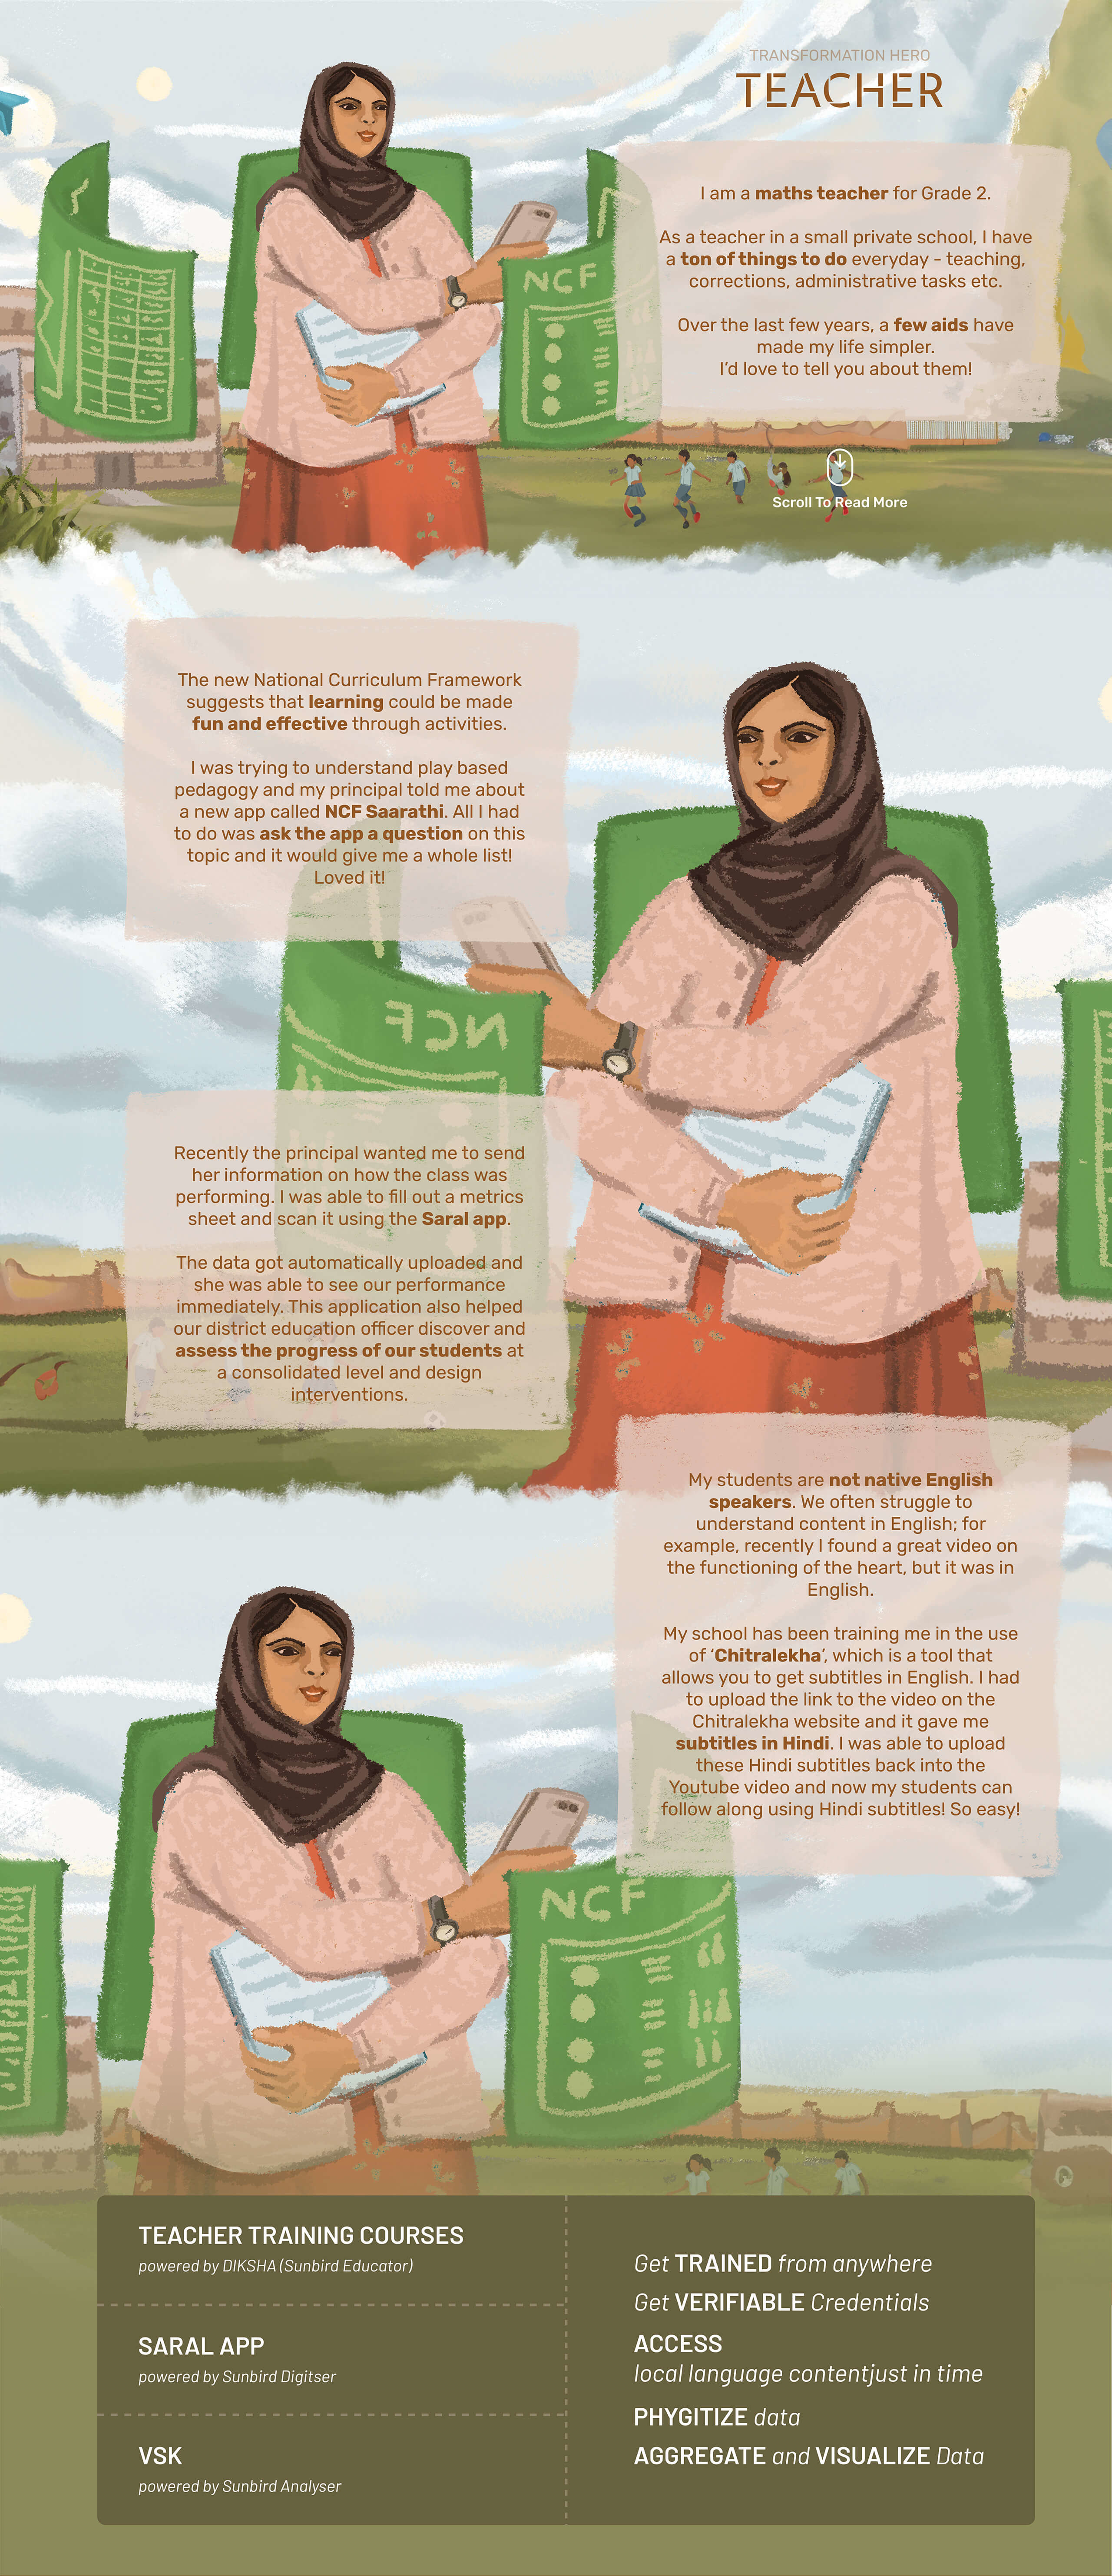 TRANSFORMATION HERO
TEACHER
I am a maths teacher for Grade 2.
As a teacher in a small private school, I have
a ton of things to do everyday - teaching,
corrections, administrative tasks etc.
Over the last few years, a few aids have
made my life simpler.
I'd love to tell you about them!
NCF
Scroll To Read More
The new National Curriculum Framework
suggests that learning could be made
fun and effective through activities.
I was trying to understand play based
pedagogy and my principal told me about
a new app called NCF Saarathi. All I had
to do was ask the app a question on this
topic and it would give me a whole list!
Loved it!
NCF
Recently the principal wanted me to send
her information on how the class was
performing. I was able to fill out a metrics
sheet and scan it using the Saral app.
The data got automatically uploaded and
she was able to see our performance
immediately. This application also helped
our district education officer discover and
assess the progress of our students at
a consolidated level and design
interventions.
My students are not native English
speakers. We often struggle to
understand content in English; for
example, recently I found a great video on
the functioning of the heart, but it was in
English.
My school has been training me in the use
of ‘Chitralekha’, which is a tool that
allows you to get subtitles in English. I had
to upload the link to the video on the
Chitralekha website and it gave me
subtitles in Hindi. I was able to upload
these Hindi subtitles back into the
Youtube video and now my students can
follow along using Hindi subtitles! So easy!
NCF
TEACHER TRAINING COURSES
powered by DIKSHA (Sunbird Educator)
SARAL APP
powered by Sunbird Digitser
VSK
powered by Sunbird Analyser
Get TRAINED from anywhere
Get VERIFIABLE Credentials
ACCESS
local language contentjust in time
PHYGITIZE data
AGGREGATE and VISUALIZE Data